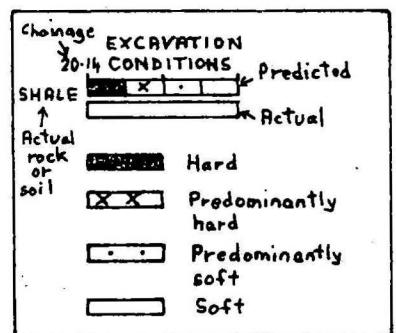 Chainage
EXCAVATION
20·14 CONDITIONS
Predicted
x
SHALE
Actual
Actual
rock
or
soil
Hard
x x
Predominantly
hard
Predominantly
soft
Soft